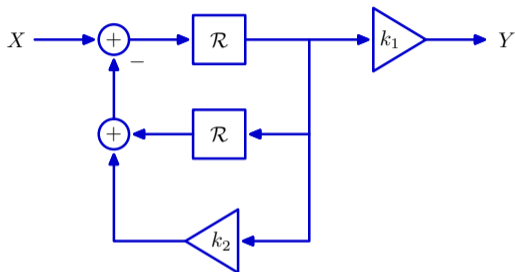 X + ℛ k₁ Y
−
+ ℛ
k₂